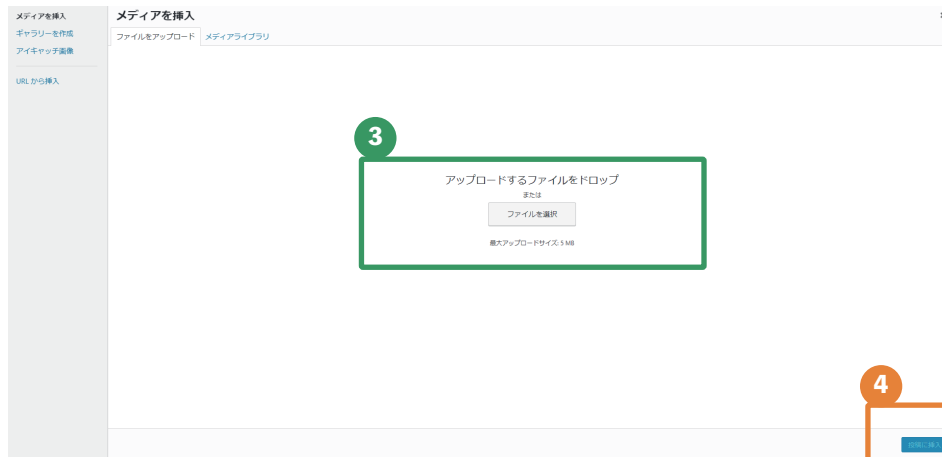 メディアを挿入
ギャラリーを作成
アイキャッチ画像
URL から挿入
メディアを挿入
ファイルをアップロード メディアライブラリ
3
アップロードするファイルをドロップ
または
ファイルを選択
最大アップロードサイズ: 5 MB
4
投稿に挿入